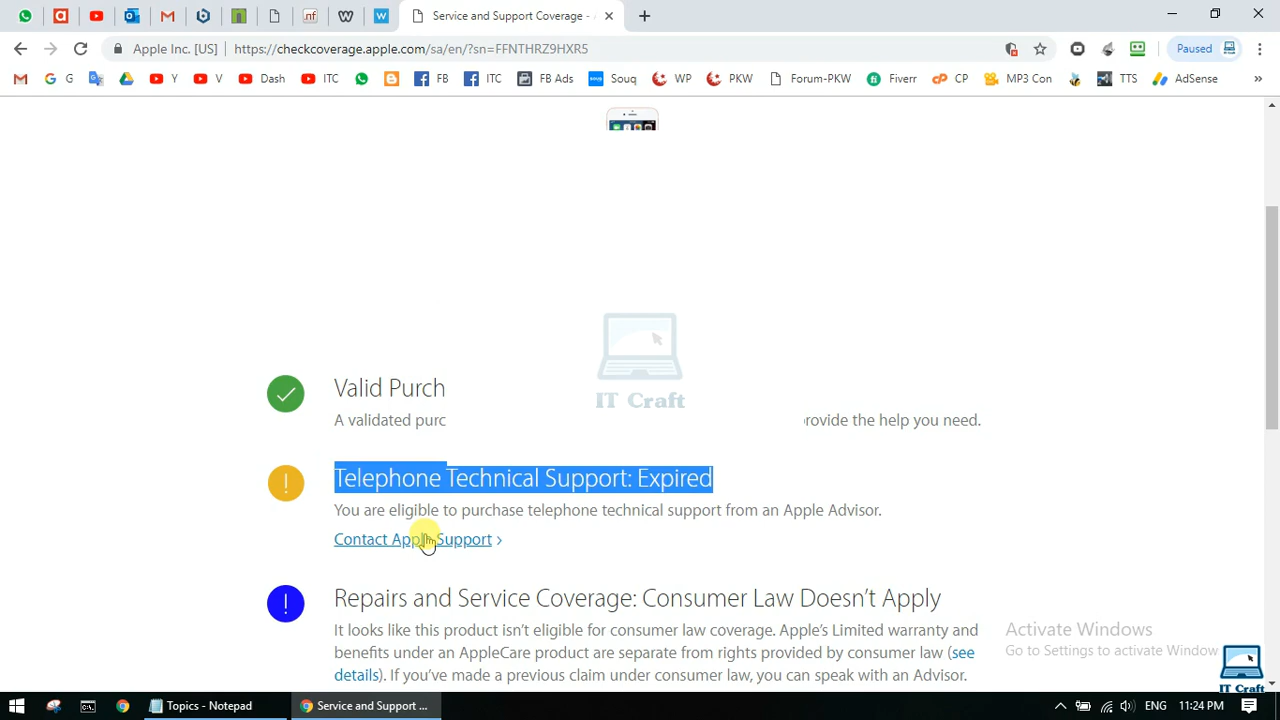 Service and Support Coverage -
Apple Inc. [US]
https://checkcoverage.apple.com/sa/en/?sn=FFNTHRZ9HXR5
Paused
G
Y
V
Dash
ITC
FB
ITC
FB Ads
Souq
WP
PKW
Forum-PKW
Fiverr
CP
MP3 Con
TTS
AdSense
»
IT Craft
Valid Purch
A validated purc
rovide the help you need.
Telephone Technical Support: Expired
You are eligible to purchase telephone technical support from an Apple Advisor.
Contact Apple Support ›
Repairs and Service Coverage: Consumer Law Doesn't Apply
It looks like this product isn't eligible for consumer law coverage. Apple's Limited warranty and
benefits under an AppleCare product are separate from rights provided by consumer law (see
details). If you've made a previous claim under consumer law, you can speak with an Advisor.
Activate Windows
Go to Settings to activate Window
IT Craft
Topics - Notepad
Service and Support ...
ENG
11:24 PM